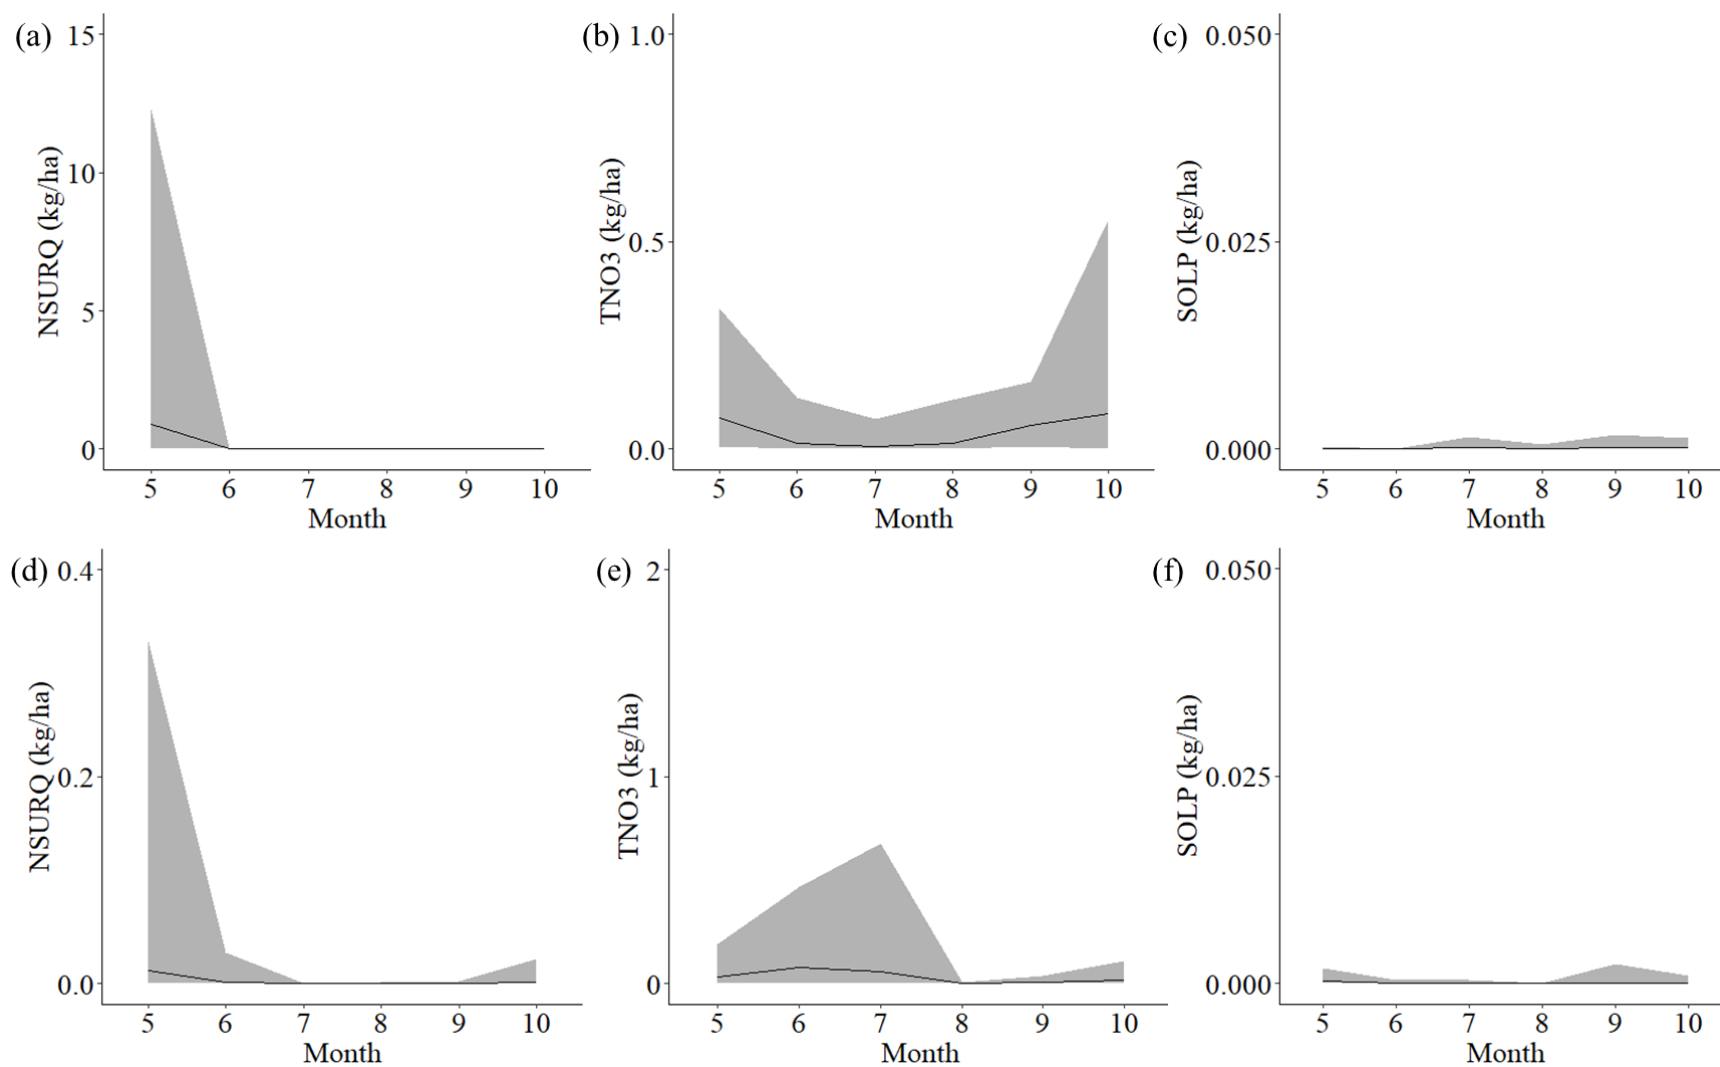 (a)
NSURQ (kg/ha)
15
10
5
0
5 6 7 8 9 10
Month
(b)
TNO3 (kg/ha)
1.0
0.5
0.0
5 6 7 8 9 10
Month
(c)
SOLP (kg/ha)
0.050
0.025
0.000
5 6 7 8 9 10
Month
(d)
NSURQ (kg/ha)
0.4
0.2
0.0
5 6 7 8 9 10
Month
(e)
TNO3 (kg/ha)
2
1
0
5 6 7 8 9 10
Month
(f)
SOLP (kg/ha)
0.050
0.025
0.000
5 6 7 8 9 10
Month